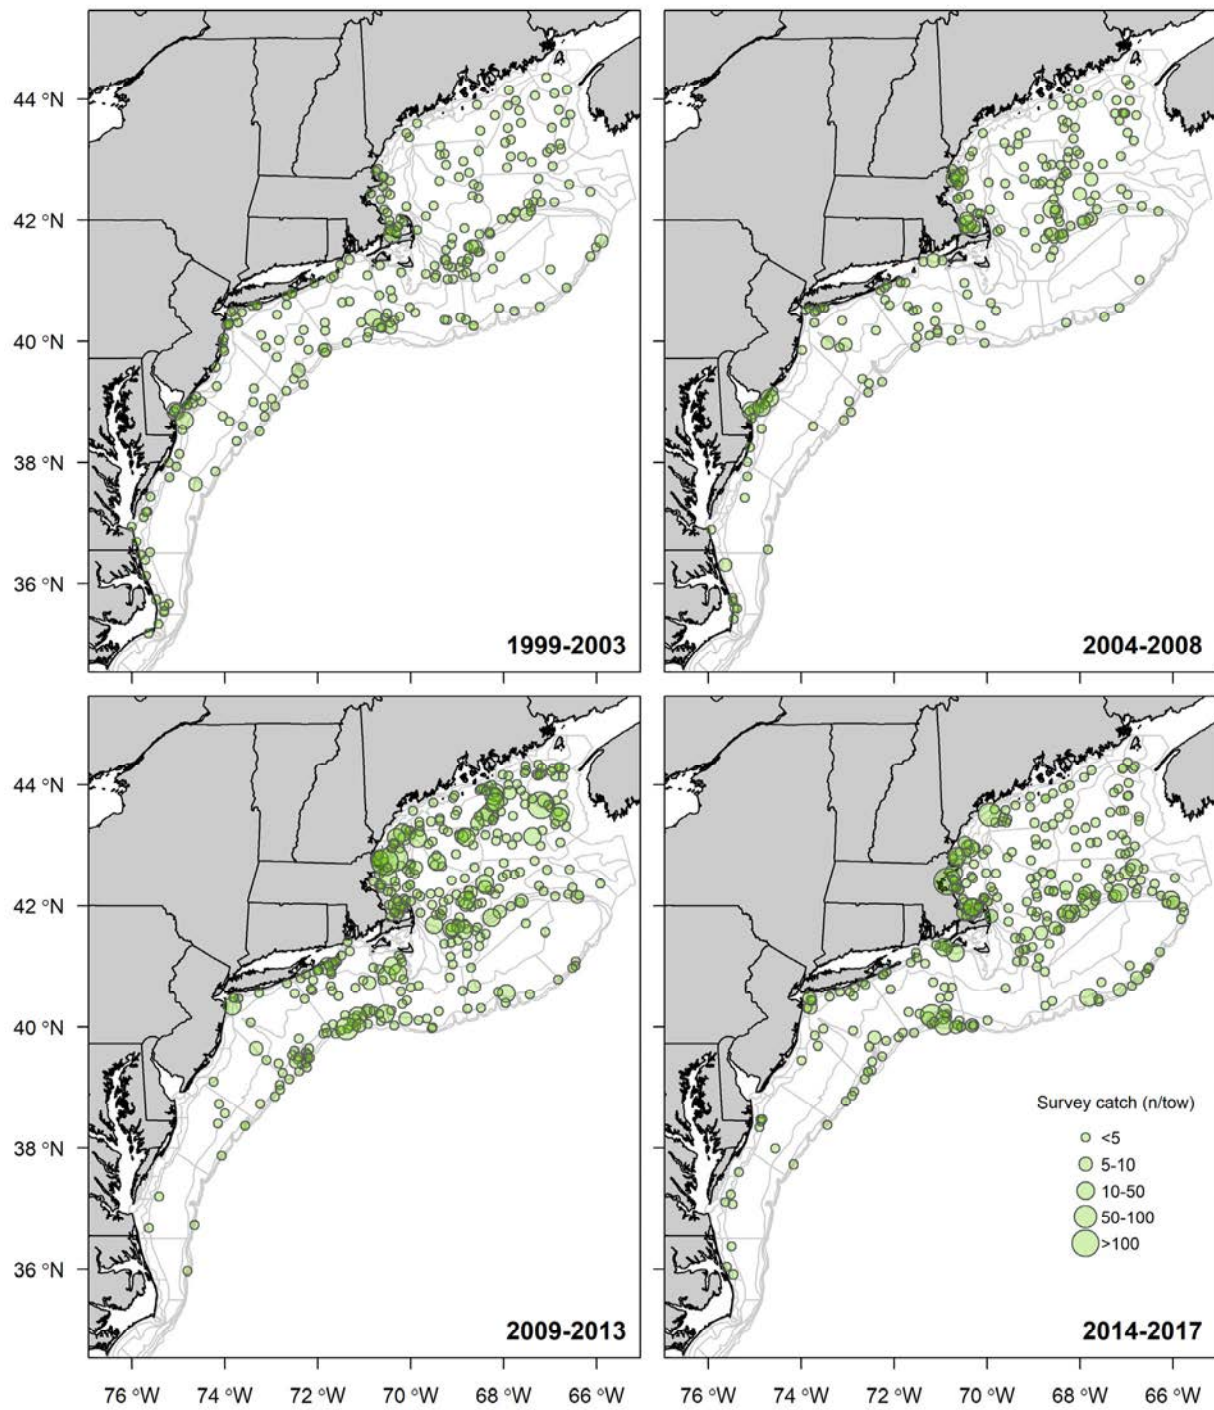 44 °N
42 °N
40 °N
38 °N
36 °N
1999-2003
2004-2008
44 °N
42 °N
40 °N
38 °N
36 °N
2009-2013
Survey catch (n/tow)
<5
5-10
10-50
50-100
>100
2014-2017
76 °W 74 °W 72 °W 70 °W 68 °W 66 °W
76 °W 74 °W 72 °W 70 °W 68 °W 66 °W